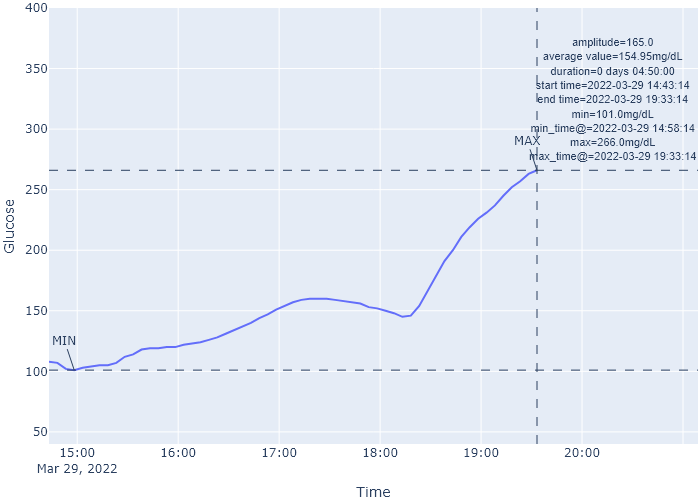 400
350
300
250
200
150
100
50
Glucose
amplitude=165.0
average value=154.95mg/dL
duration=0 days 04:50:00
start time=2022-03-29 14:43:14
end time=2022-03-29 19:33:14
min=101.0mg/dL
min_time@=2022-03-29 14:58:14
max=266.0mg/dL
max_time@=2022-03-29 19:33:14
MAX
MIN
15:00 16:00 17:00 18:00 19:00 20:00
Mar 29, 2022
Time